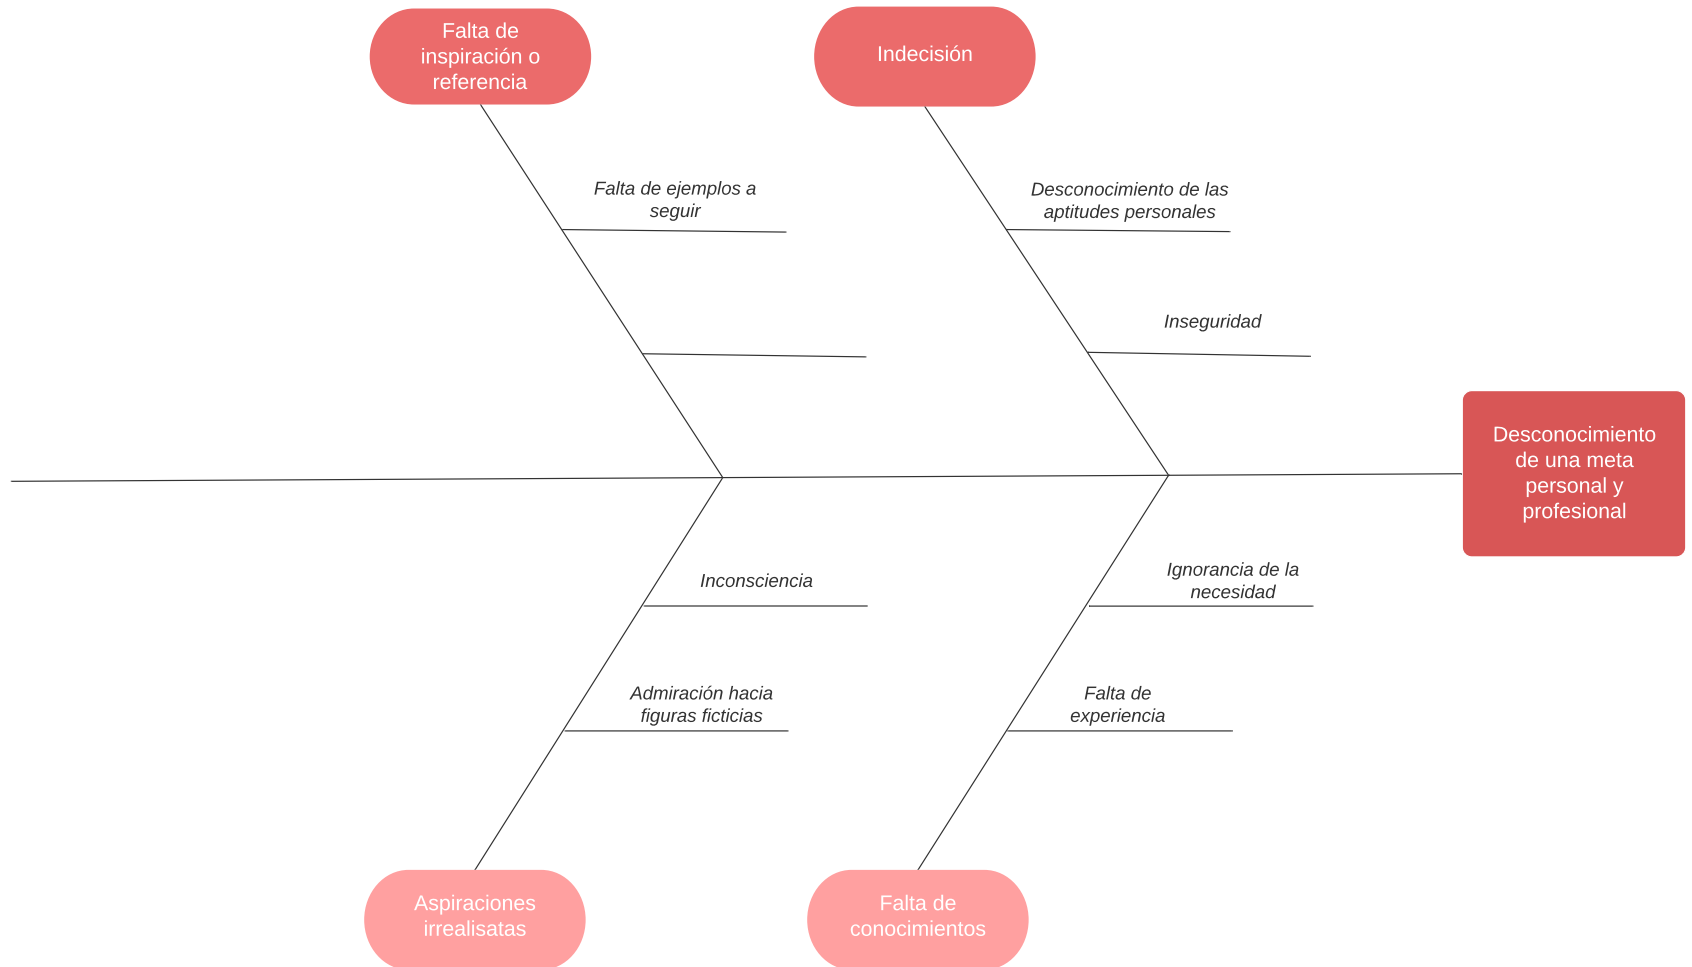 Falta de
inspiración o
referencia
Indecisión
Falta de ejemplos a
seguir
Desconocimiento de las
aptitudes personales
Inseguridad
Desconocimiento
de una meta
personal y
profesional
Inconsciencia
Ignorancia de la
necesidad
Admiración hacia
figuras ficticias
Falta de
experiencia
Aspiraciones
irrealisatas
Falta de
conocimientos